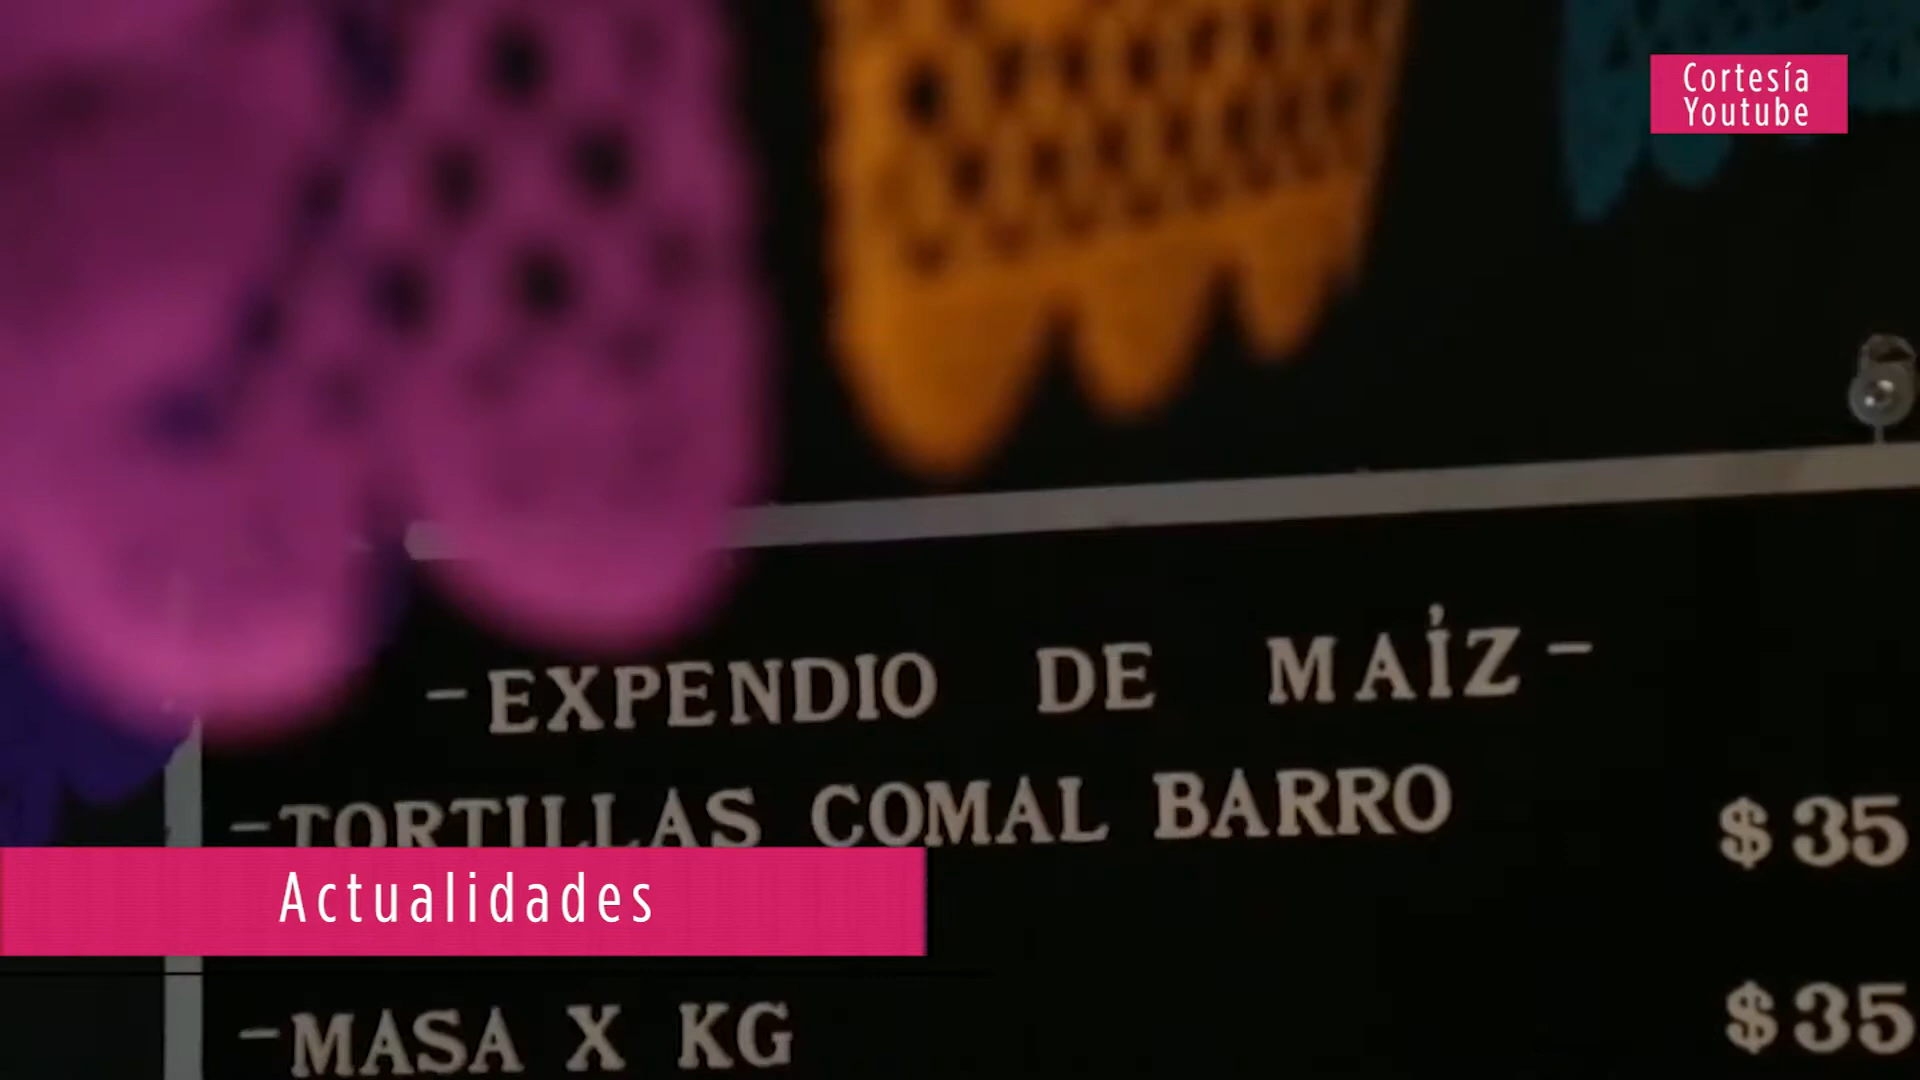 Cortesía
Youtube
-EXPENDIO DE MAÍZ-
-TORTILLAS COMAL BARRO $35
Actualidades
-MASA X KG $35